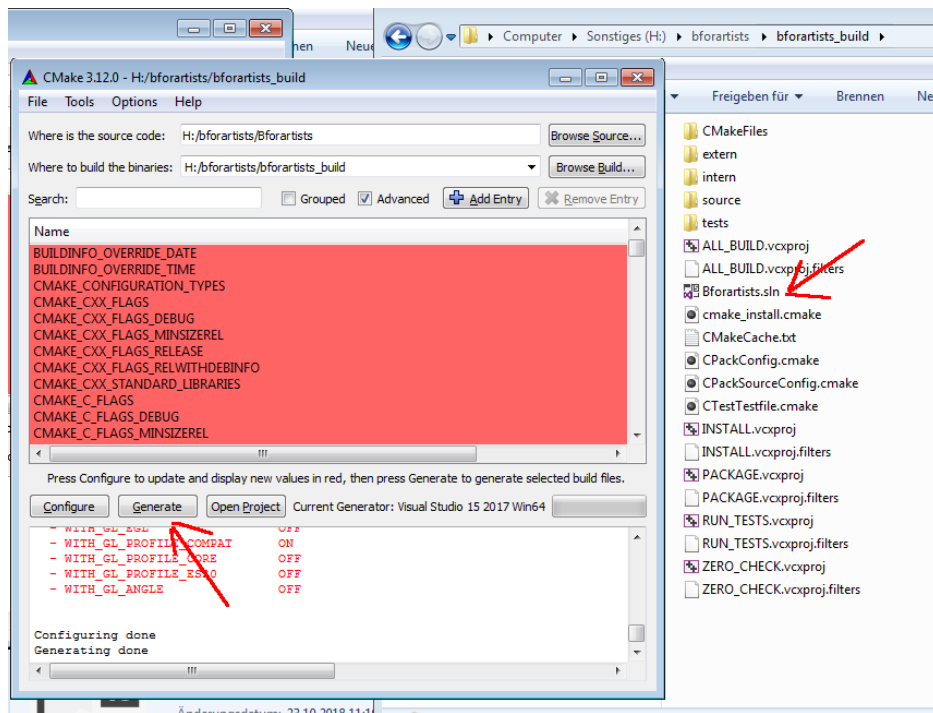 hen Neue
Computer Sonstiges (H:) bforartists bforartists_build
CMake 3.12.0 - H:/bforartists/bforartists_build
File Tools Options Help
Where is the source code: H:/bforartists/Bforartists Browse Source...
Where to build the binaries: H:/bforartists/bforartists_build Browse Build...
Search: Grouped Advanced Add Entry Remove Entry
Name
BUILDINFO_OVERRIDE_DATE
BUILDINFO_OVERRIDE_TIME
CMAKE_CONFIGURATION_TYPES
CMAKE_CXX_FLAGS
CMAKE_CXX_FLAGS_DEBUG
CMAKE_CXX_FLAGS_MINSIZEREL
CMAKE_CXX_FLAGS_RELEASE
CMAKE_CXX_FLAGS_RELWITHDEBINFO
CMAKE_CXX_STANDARD_LIBRARIES
CMAKE_C_FLAGS
CMAKE_C_FLAGS_DEBUG
CMAKE_C_FLAGS_MINSIZEREL
Press Configure to update and display new values in red, then press Generate to generate selected build files.
Configure Generate Open Project Current Generator: Visual Studio 15 2017 Win64
- WITH_GL_EGL OFF
- WITH_GL_PROFILE_COMPAT ON
- WITH_GL_PROFILE_CORE OFF
- WITH_GL_PROFILE_ES20 OFF
- WITH_GL_ANGLE OFF
Configuring done
Generating done
Freigeben für Brennen Ne
CMakeFiles
extern
intern
source
tests
ALL_BUILD.vcxproj
ALL_BUILD.vcxproj.filters
Bforartists.sln
cmake_install.cmake
CMakeCache.txt
CPackConfig.cmake
CPackSourceConfig.cmake
CTestTestfile.cmake
INSTALL.vcxproj
INSTALL.vcxproj.filters
PACKAGE.vcxproj
PACKAGE.vcxproj.filters
RUN_TESTS.vcxproj
RUN_TESTS.vcxproj.filters
ZERO_CHECK.vcxproj
ZERO_CHECK.vcxproj.filters
Änderungsdatum: 23.10.2018